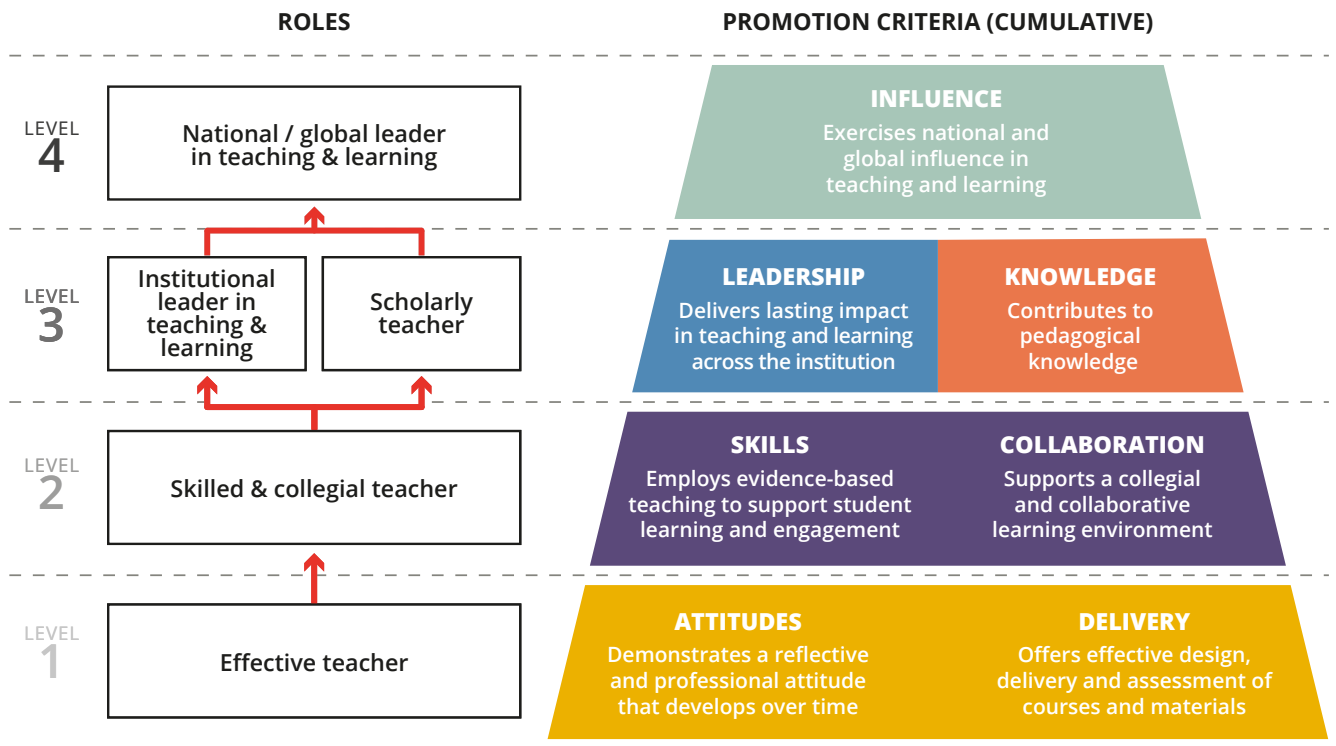 ROLES
PROMOTION CRITERIA (CUMULATIVE)
LEVEL
4
National / global leader
in teaching & learning
INFLUENCE
Exercises national and
global influence in
teaching and learning
LEVEL
3
Institutional
leader in
teaching &
learning
Scholarly
teacher
LEADERSHIP
Delivers lasting impact
in teaching and learning
across the institution
KNOWLEDGE
Contributes to
pedagogical
knowledge
LEVEL
2
Skilled & collegial teacher
SKILLS
Employs evidence-based
teaching to support student
learning and engagement
COLLABORATION
Supports a collegial
and collaborative
learning environment
LEVEL
1
Effective teacher
ATTITUDES
Demonstrates a reflective
and professional attitude
that develops over time
DELIVERY
Offers effective design,
delivery and assessment of
courses and materials